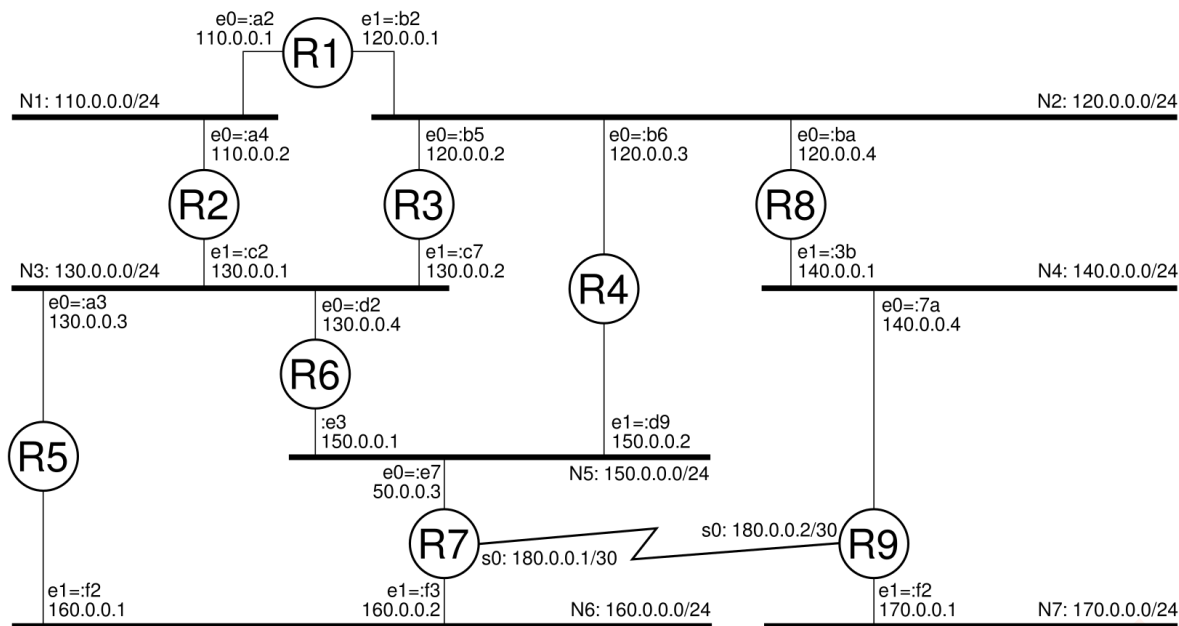 e0=:a2
110.0.0.1
R1
e1=:b2
120.0.0.1
N1: 110.0.0.0/24
N2: 120.0.0.0/24
e0=:a4
110.0.0.2
e0=:b5
120.0.0.2
e0=:b6
120.0.0.3
e0=:ba
120.0.0.4
R2
R3
R8
e1=:c2
130.0.0.1
e1=:c7
130.0.0.2
e1=:3b
140.0.0.1
N3: 130.0.0.0/24
N4: 140.0.0.0/24
R4
e0=:a3
130.0.0.3
e0=:d2
130.0.0.4
e0=:7a
140.0.0.4
R6
:e3
150.0.0.1
e1=:d9
150.0.0.2
R5
e0=:e7
50.0.0.3
N5: 150.0.0.0/24
R7
s0: 180.0.0.1/30
s0: 180.0.0.2/30
R9
e1=:f2
160.0.0.1
e1=:f3
160.0.0.2
N6: 160.0.0.0/24
e1=:f2
170.0.0.1
N7: 170.0.0.0/24